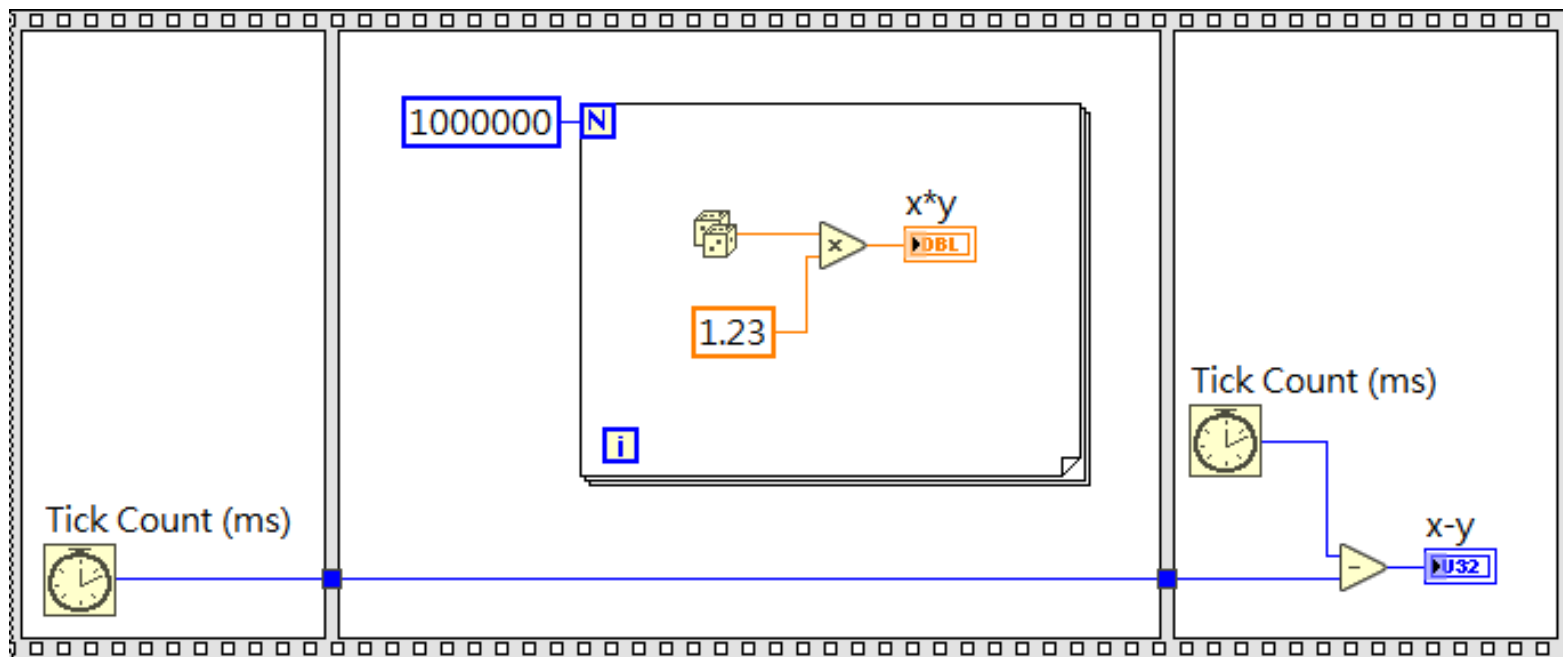 1000000
N
x*y
DBL
1.23
i
Tick Count (ms)
Tick Count (ms)
x-y
U32